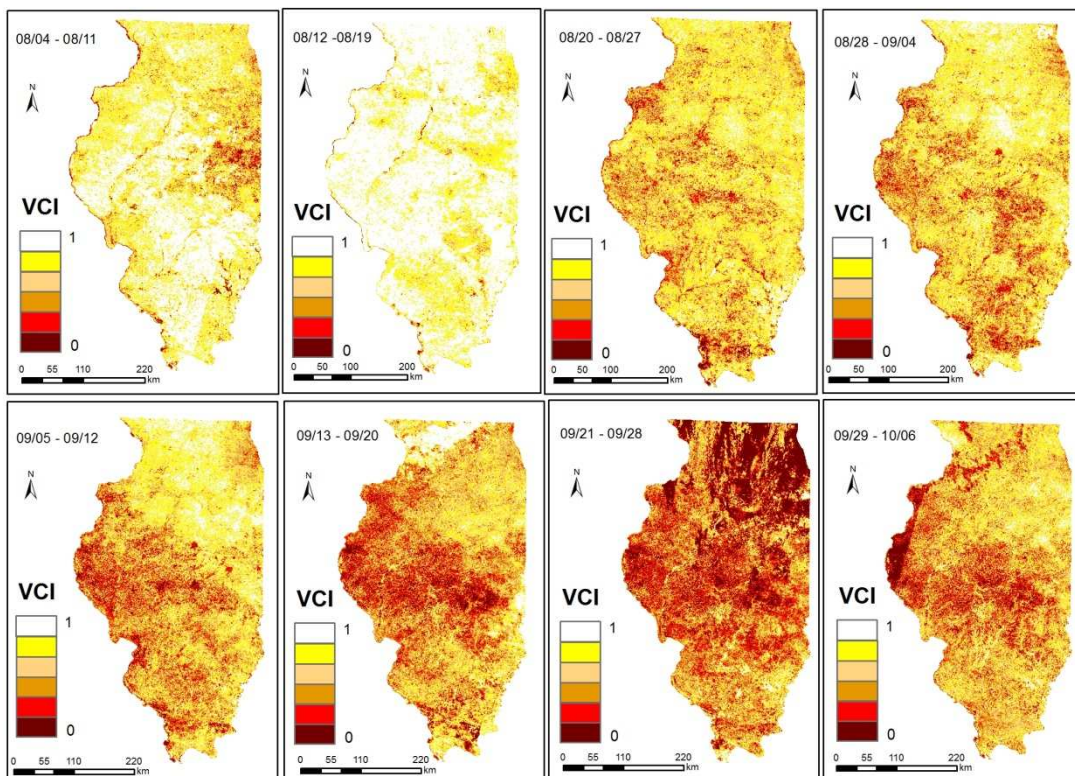 08/04 - 08/11
N
VCI
1
0
0 55 110 220
km
08/12 -08/19
N
VCI
1
0
0 50 100 200
km
08/20 - 08/27
N
VCI
1
0
0 50 100 200
km
08/28 - 09/04
N
VCI
1
0
0 50 100 200
km
09/05 - 09/12
N
VCI
1
0
0 55 110 220
km
09/13 - 09/20
N
VCI
1
0
0 55 110 220
km
09/21 - 09/28
N
VCI
1
0
0 55 110 220
km
09/29 - 10/06
N
VCI
1
0
0 55 110 220
km